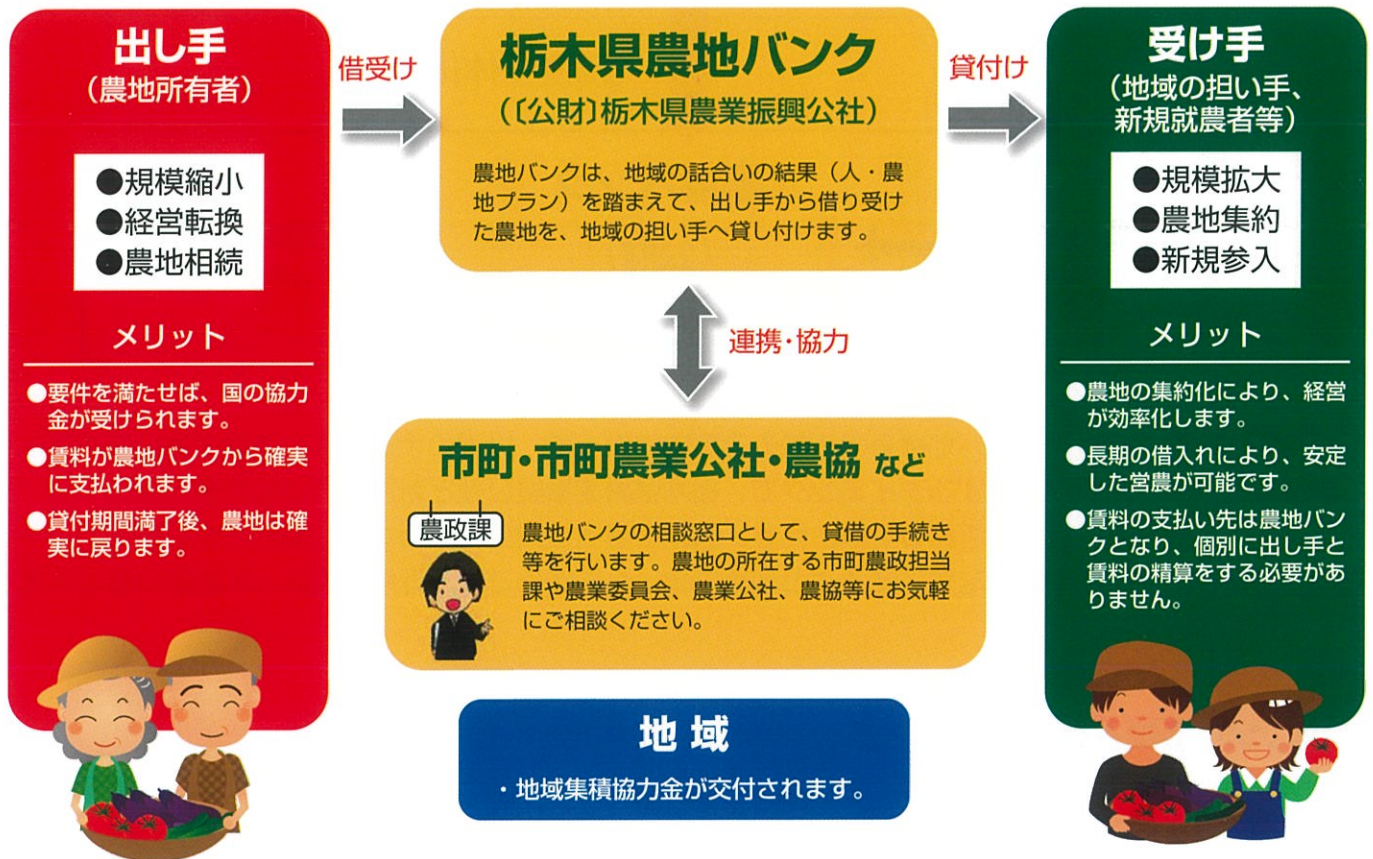 出し手
(農地所有者)
●規模縮小
●経営転換
●農地相続
メリット
●要件を満たせば、国の協力
金が受けられます。
●賃料が農地バンクから確実
に支払われます。
●貸付期間満了後、農地は確
実に戻ります。
借受け
栃木県農地バンク
(〔公財〕栃木県農業振興公社)
農地バンクは、地域の話合いの結果（人・農
地プラン）を踏まえて、出し手から借り受け
た農地を、地域の担い手へ貸し付けます。
貸付け
連携・協力
市町・市町農業公社・農協 など
農政課
農地バンクの相談窓口として、貸借の手続き
等を行います。農地の所在する市町農政担当
課や農業委員会、農業公社、農協等にお気軽
にご相談ください。
地域
・地域集積協力金が交付されます。
受け手
(地域の担い手、
新規就農者等)
●規模拡大
●農地集約
●新規参入
メリット
●農地の集約化により、経営
が効率化します。
●長期の借入れにより、安定
した営農が可能です。
●賃料の支払い先は農地バン
クとなり、個別に出し手と
賃料の精算をする必要があ
りません。